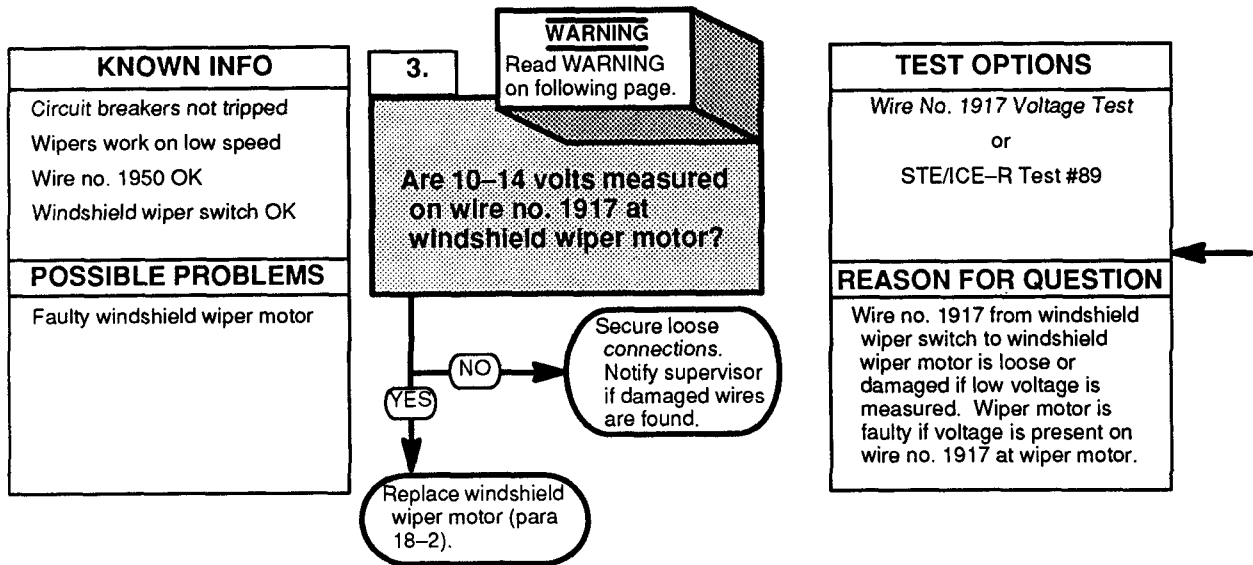 KNOWN INFO
Circuit breakers not tripped
Wipers work on low speed
Wire no. 1950 OK
Windshield wiper switch OK
POSSIBLE PROBLEMS
Faulty windshield wiper motor
3.
WARNING
Read WARNING
on following page.
Are 10–14 volts measured
on wire no. 1917 at
windshield wiper motor?
NO
Secure loose
connections.
Notify supervisor
if damaged wires
are found.
YES
Replace windshield
wiper motor (para
18–2).
TEST OPTIONS
Wire No. 1917 Voltage Test
or
STE/ICE–R Test #89
REASON FOR QUESTION
Wire no. 1917 from windshield
wiper switch to windshield
wiper motor is loose or
damaged if low voltage is
measured. Wiper motor is
faulty if voltage is present on
wire no. 1917 at wiper motor.